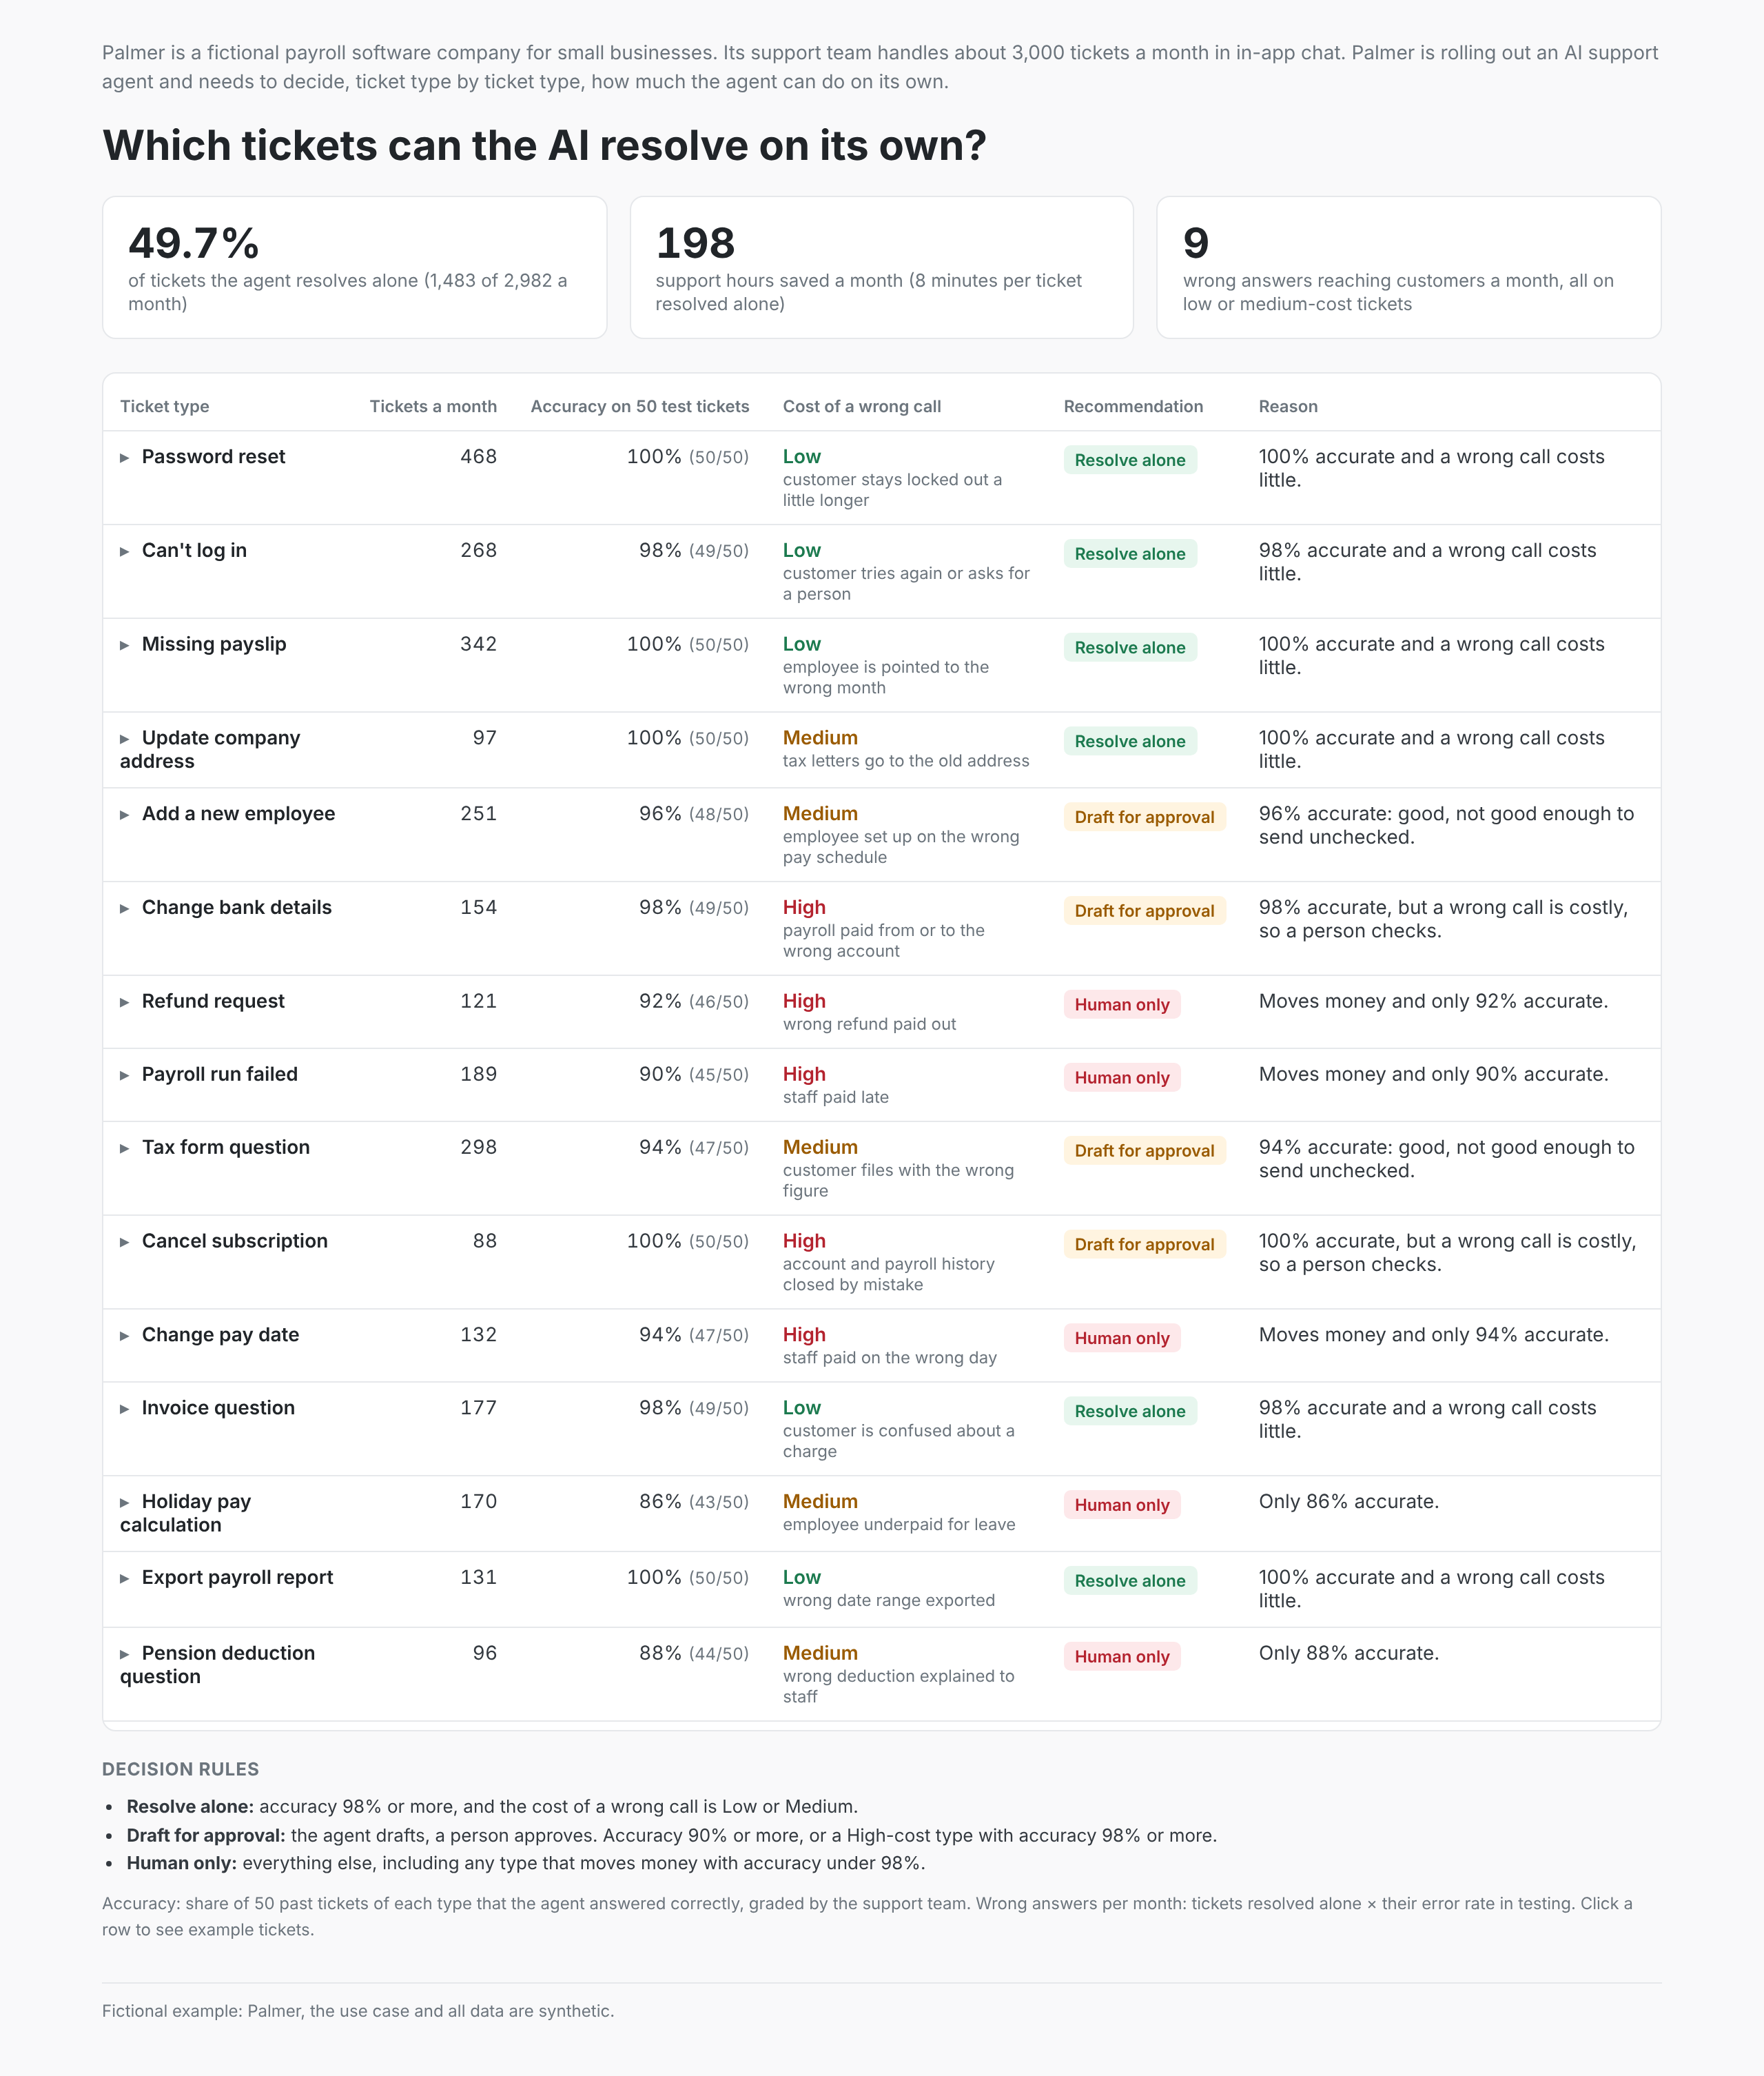 Palmer is a fictional payroll software company for small businesses. Its support team handles about 3,000 tickets a month in in-app chat. Palmer is rolling out an AI support
agent and needs to decide, ticket type by ticket type, how much the agent can do on its own.
Which tickets can the AI resolve on its own?
49.7%
of tickets the agent resolves alone (1,483 of 2,982 a
month)
198
support hours saved a month (8 minutes per ticket
resolved alone)
9
wrong answers reaching customers a month, all on
low or medium-cost tickets
Ticket type Tickets a month Accuracy on 50 test tickets Cost of a wrong call Recommendation Reason
▸ Password reset 468 100% (50/50) Low Resolve alone 100% accurate and a wrong call costs
customer stays locked out a little.
little longer
▸ Can't log in 268 98% (49/50) Low Resolve alone 98% accurate and a wrong call costs
customer tries again or asks for little.
a person
▸ Missing payslip 342 100% (50/50) Low Resolve alone 100% accurate and a wrong call costs
employee is pointed to the little.
wrong month
▸ Update company 97 100% (50/50) Medium Resolve alone 100% accurate and a wrong call costs
address tax letters go to the old address little.
▸ Add a new employee 251 96% (48/50) Medium Draft for approval 96% accurate: good, not good enough to
employee set up on the wrong send unchecked.
pay schedule
▸ Change bank details 154 98% (49/50) High Draft for approval 98% accurate, but a wrong call is costly,
payroll paid from or to the so a person checks.
wrong account
▸ Refund request 121 92% (46/50) High Human only Moves money and only 92% accurate.
wrong refund paid out
▸ Payroll run failed 189 90% (45/50) High Human only Moves money and only 90% accurate.
staff paid late
▸ Tax form question 298 94% (47/50) Medium Draft for approval 94% accurate: good, not good enough to
customer files with the wrong send unchecked.
figure
▸ Cancel subscription 88 100% (50/50) High Draft for approval 100% accurate, but a wrong call is costly,
account and payroll history so a person checks.
closed by mistake
▸ Change pay date 132 94% (47/50) High Human only Moves money and only 94% accurate.
staff paid on the wrong day
▸ Invoice question 177 98% (49/50) Low Resolve alone 98% accurate and a wrong call costs
customer is confused about a little.
charge
▸ Holiday pay 170 86% (43/50) Medium Human only Only 86% accurate.
calculation employee underpaid for leave
▸ Export payroll report 131 100% (50/50) Low Resolve alone 100% accurate and a wrong call costs
wrong date range exported little.
▸ Pension deduction 96 88% (44/50) Medium Human only Only 88% accurate.
question wrong deduction explained to
staff
DECISION RULES
• Resolve alone: accuracy 98% or more, and the cost of a wrong call is Low or Medium.
• Draft for approval: the agent drafts, a person approves. Accuracy 90% or more, or a High-cost type with accuracy 98% or more.
• Human only: everything else, including any type that moves money with accuracy under 98%.
Accuracy: share of 50 past tickets of each type that the agent answered correctly, graded by the support team. Wrong answers per month: tickets resolved alone × their error rate in testing. Click a
row to see example tickets.
Fictional example: Palmer, the use case and all data are synthetic.